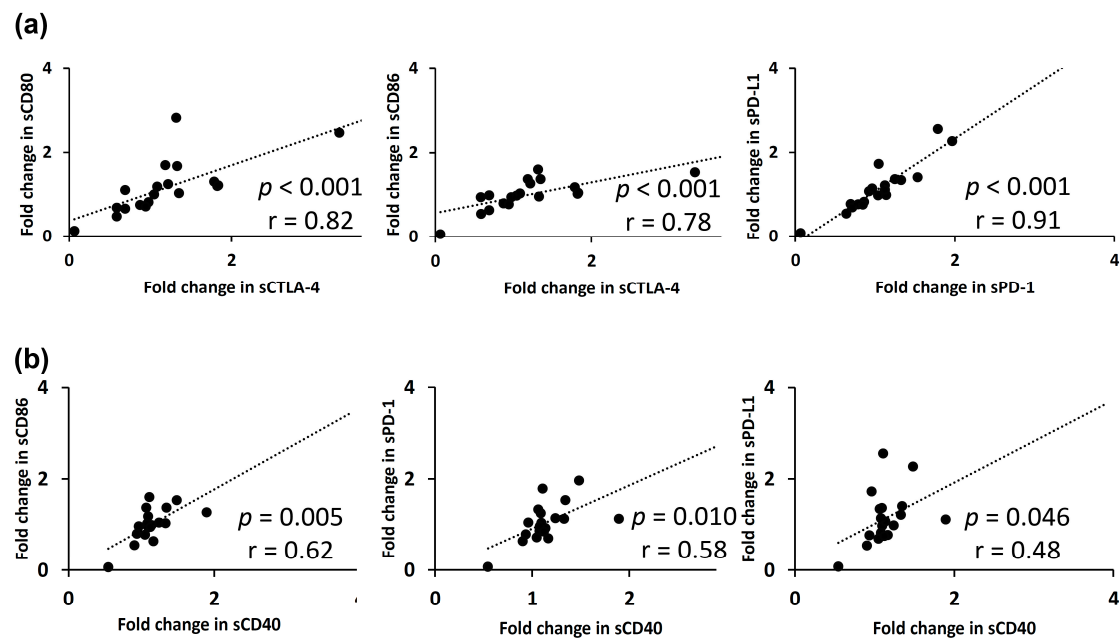 (a)
Fold change in sCD80
4
2
0
0
2
p < 0.001
r = 0.82
Fold change in sCTLA-4
Fold change in sCD86
4
2
0
0
2
p < 0.001
r = 0.78
Fold change in sCTLA-4
Fold change in sPD-L1
4
2
0
0
2
4
p < 0.001
r = 0.91
Fold change in sPD-1
(b)
Fold change in sCD86
4
2
0
0
2
p = 0.005
r = 0.62
Fold change in sCD40
Fold change in sPD-1
4
2
0
0
1
2
p = 0.010
r = 0.58
Fold change in sCD40
Fold change in sPD-L1
4
2
0
0
2
4
p = 0.046
r = 0.48
Fold change in sCD40